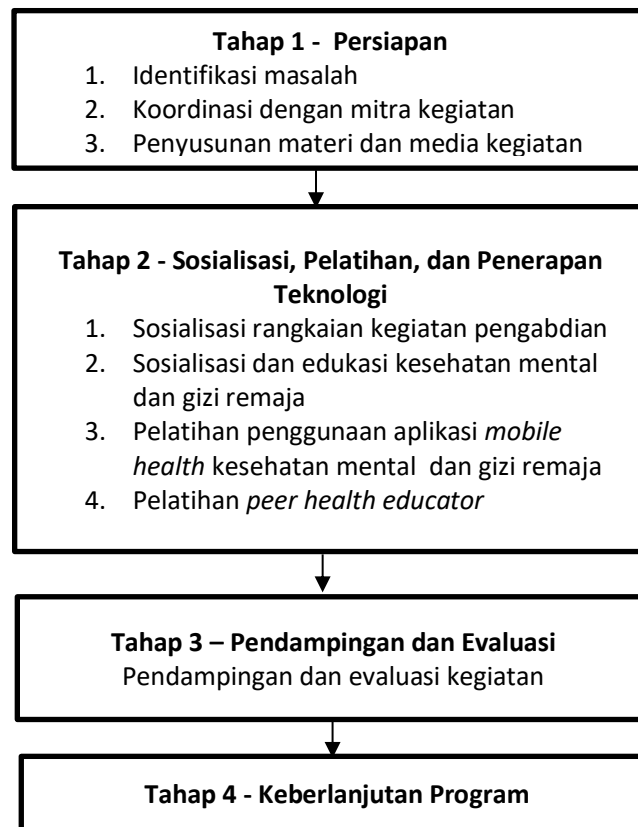 Tahap 1 - Persiapan
1. Identifikasi masalah
2. Koordinasi dengan mitra kegiatan
3. Penyusunan materi dan media kegiatan
Tahap 2 - Sosialisasi, Pelatihan, dan Penerapan
Teknologi
1. Sosialisasi rangkaian kegiatan pengabdian
2. Sosialisasi dan edukasi kesehatan mental
dan gizi remaja
3. Pelatihan penggunaan aplikasi mobile
health kesehatan mental dan gizi remaja
4. Pelatihan peer health educator
Tahap 3 – Pendampingan dan Evaluasi
Pendampingan dan evaluasi kegiatan
Tahap 4 - Keberlanjutan Program